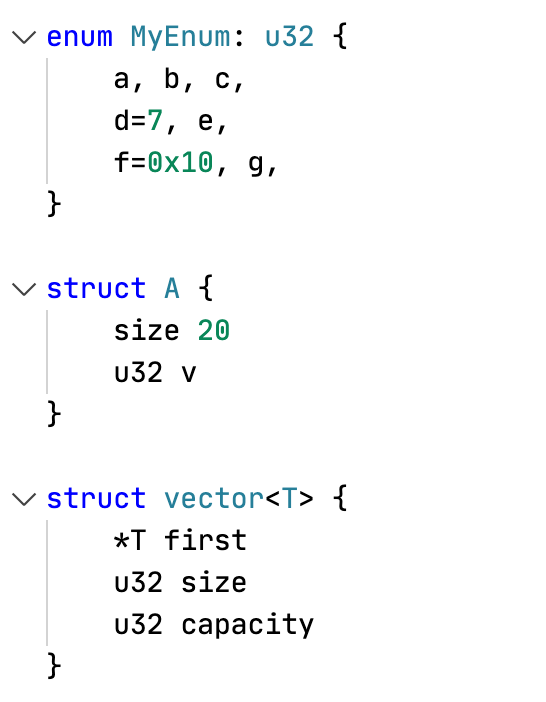 enum MyEnum: u32 {
    a, b, c,
    d=7, e,
    f=0x10, g,
}

struct A {
    size 20
    u32 v
}

struct vector<T> {
    *T first
    u32 size
    u32 capacity
}